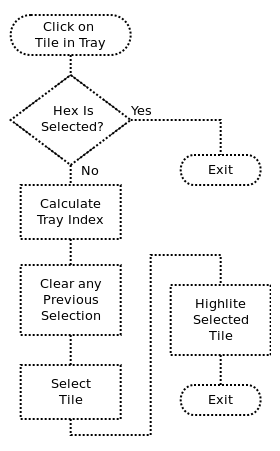 Click on
Tile in Tray
Hex Is
Selected?
Yes
No
Exit
Calculate
Tray Index
Clear any
Previous
Selection
Select
Tile
Highlite
Selected
Tile
Exit